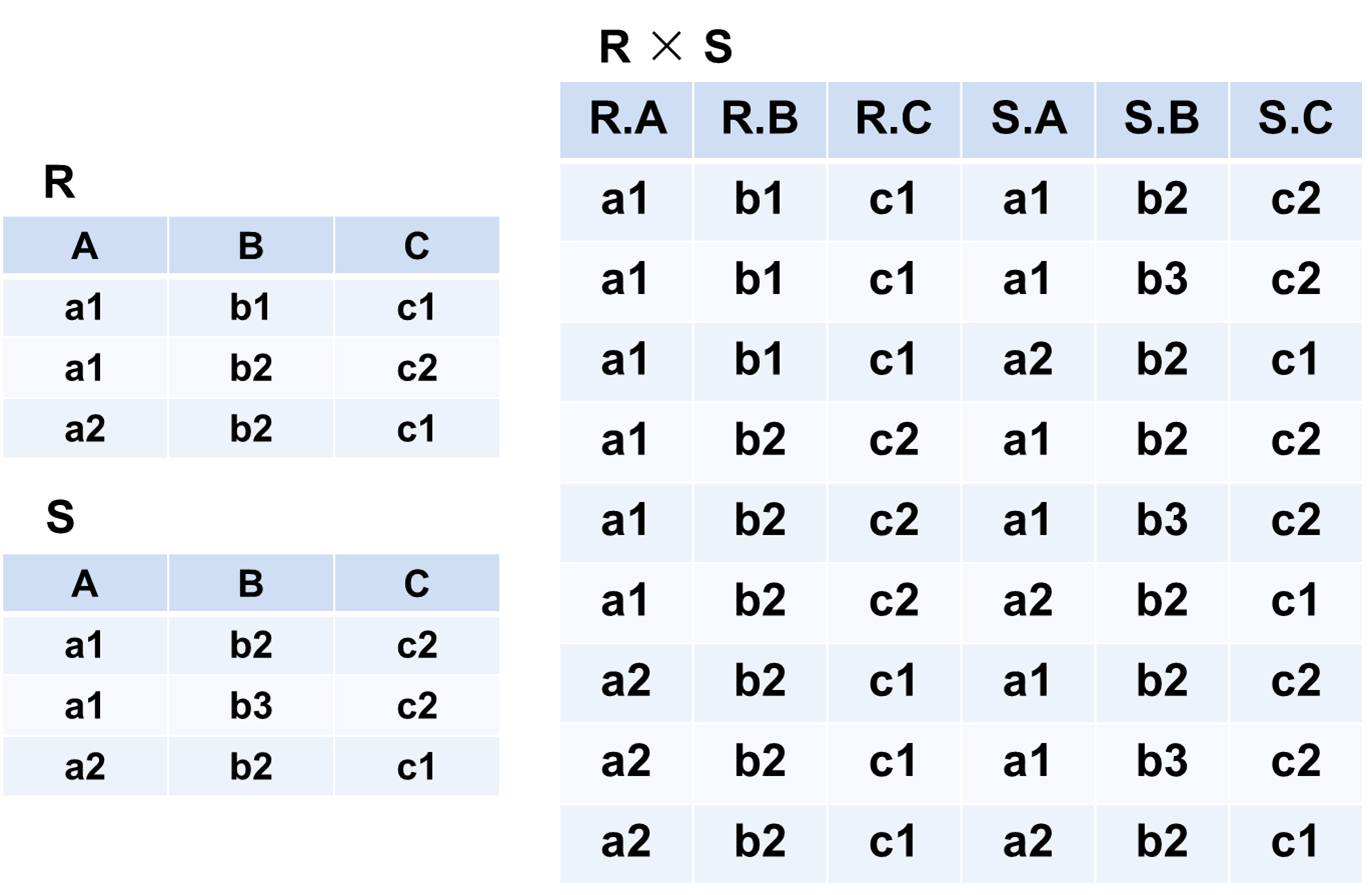 R
A B C
a1 b1 c1
a1 b2 c2
a2 b2 c1
S
A B C
a1 b2 c2
a1 b3 c2
a2 b2 c1
R × S
R.A R.B R.C S.A S.B S.C
a1 b1 c1 a1 b2 c2
a1 b1 c1 a1 b3 c2
a1 b1 c1 a2 b2 c1
a1 b2 c2 a1 b2 c2
a1 b2 c2 a1 b3 c2
a1 b2 c2 a2 b2 c1
a2 b2 c1 a1 b2 c2
a2 b2 c1 a1 b3 c2
a2 b2 c1 a2 b2 c1